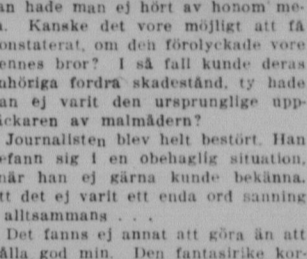 an hade man ej hört av honom me-
a. Kanske det vore möjligt att få
onstaterat, om den förolyckade vore
ennes bror? I så fall kunde deras
nhöriga fordra skadestånd, ty hade
an ej varit den ursprunglige upp-
äckaren av malmådern?
Journalisten blev helt bestört. Han
efann sig i en obehaglig situation,
när han ej gärna kunde bekänna,
tt det ej varit ett enda ord sanning
alltsammans . . .
Det fanns ej annat att göra än att
ålla god min. Den fantasirike kor-